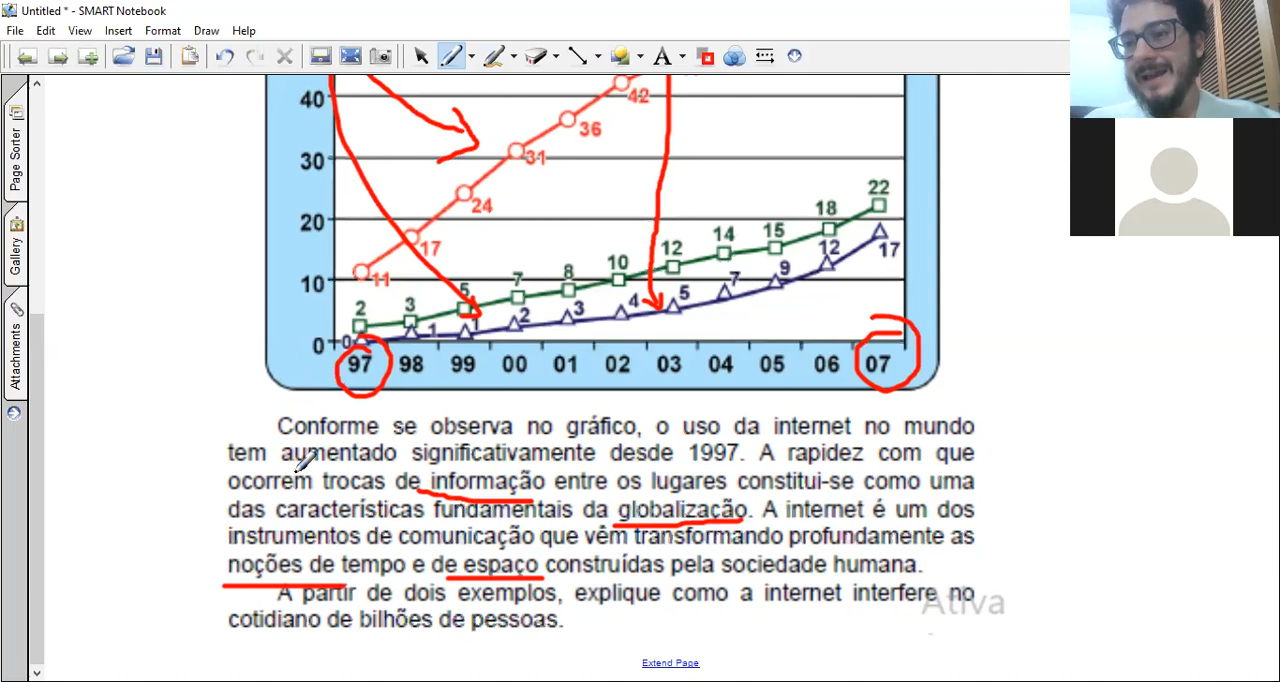 Untitled * - SMART Notebook
File Edit View Insert Format Draw Help
A
Page Sorter
Gallery
Attachments
40
30
20
10
0
42
36
31
24
17
11
22
18
15
14
12
10
8
7
5
3
2
17
12
9
7
5
4
3
2
1
1
0
97 98 99 00 01 02 03 04 05 06 07
Conforme se observa no gráfico, o uso da internet no mundo
tem aumentado significativamente desde 1997. A rapidez com que
ocorrem trocas de informação entre os lugares constitui-se como uma
das características fundamentais da globalização. A internet é um dos
instrumentos de comunicação que vêm transformando profundamente as
noções de tempo e de espaço construídas pela sociedade humana.
A partir de dois exemplos, explique como a internet interfere no
cotidiano de bilhões de pessoas.
Ativa
Extend Page